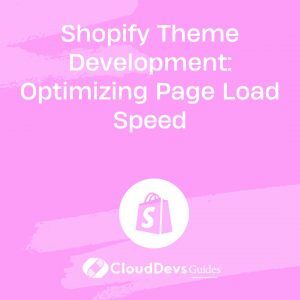 Shopify Theme
Development:
Optimizing Page Load
Speed
S
CloudDevs Guides